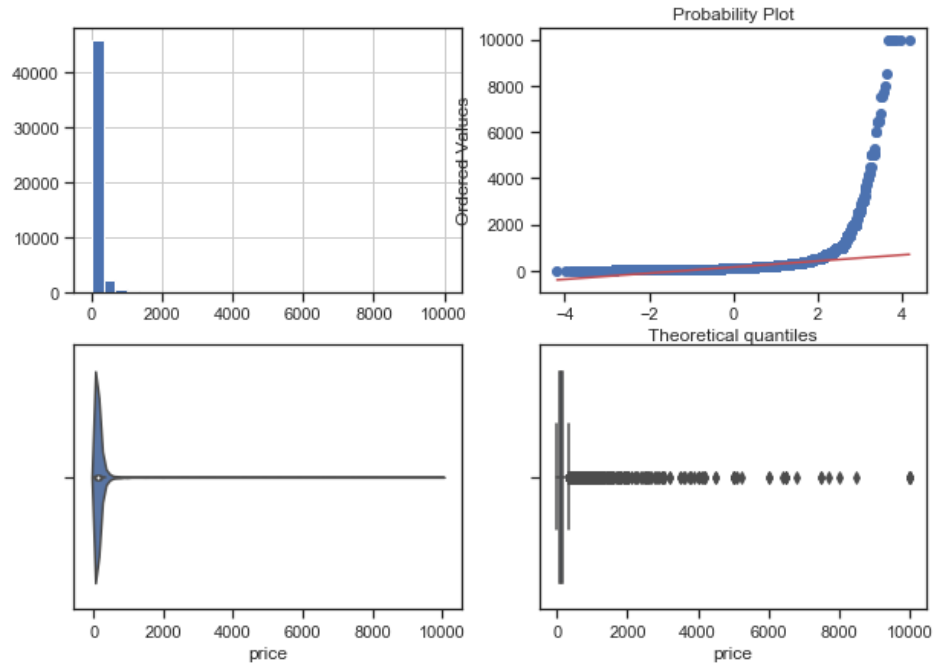 Probability Plot
40000
30000
20000
10000
0
0 2000 4000 6000 8000 10000
Ordered Values
10000
8000
6000
4000
2000
0
−4 −2 0 2 4
Theoretical quantiles
0 2000 4000 6000 8000 10000
price
0 2000 4000 6000 8000 10000
price